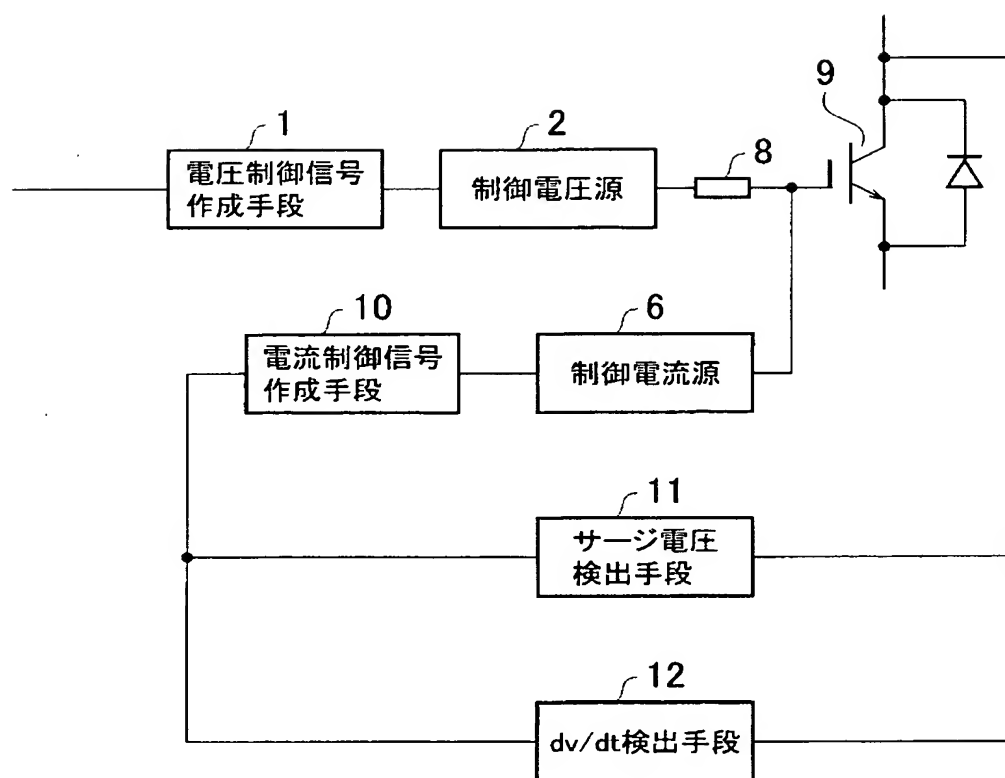 9
1
2
8
電圧制御信号
作成手段
制御電圧源
10
6
電流制御信号
作成手段
制御電流源
11
サージ電圧
検出手段
12
dv/dt検出手段